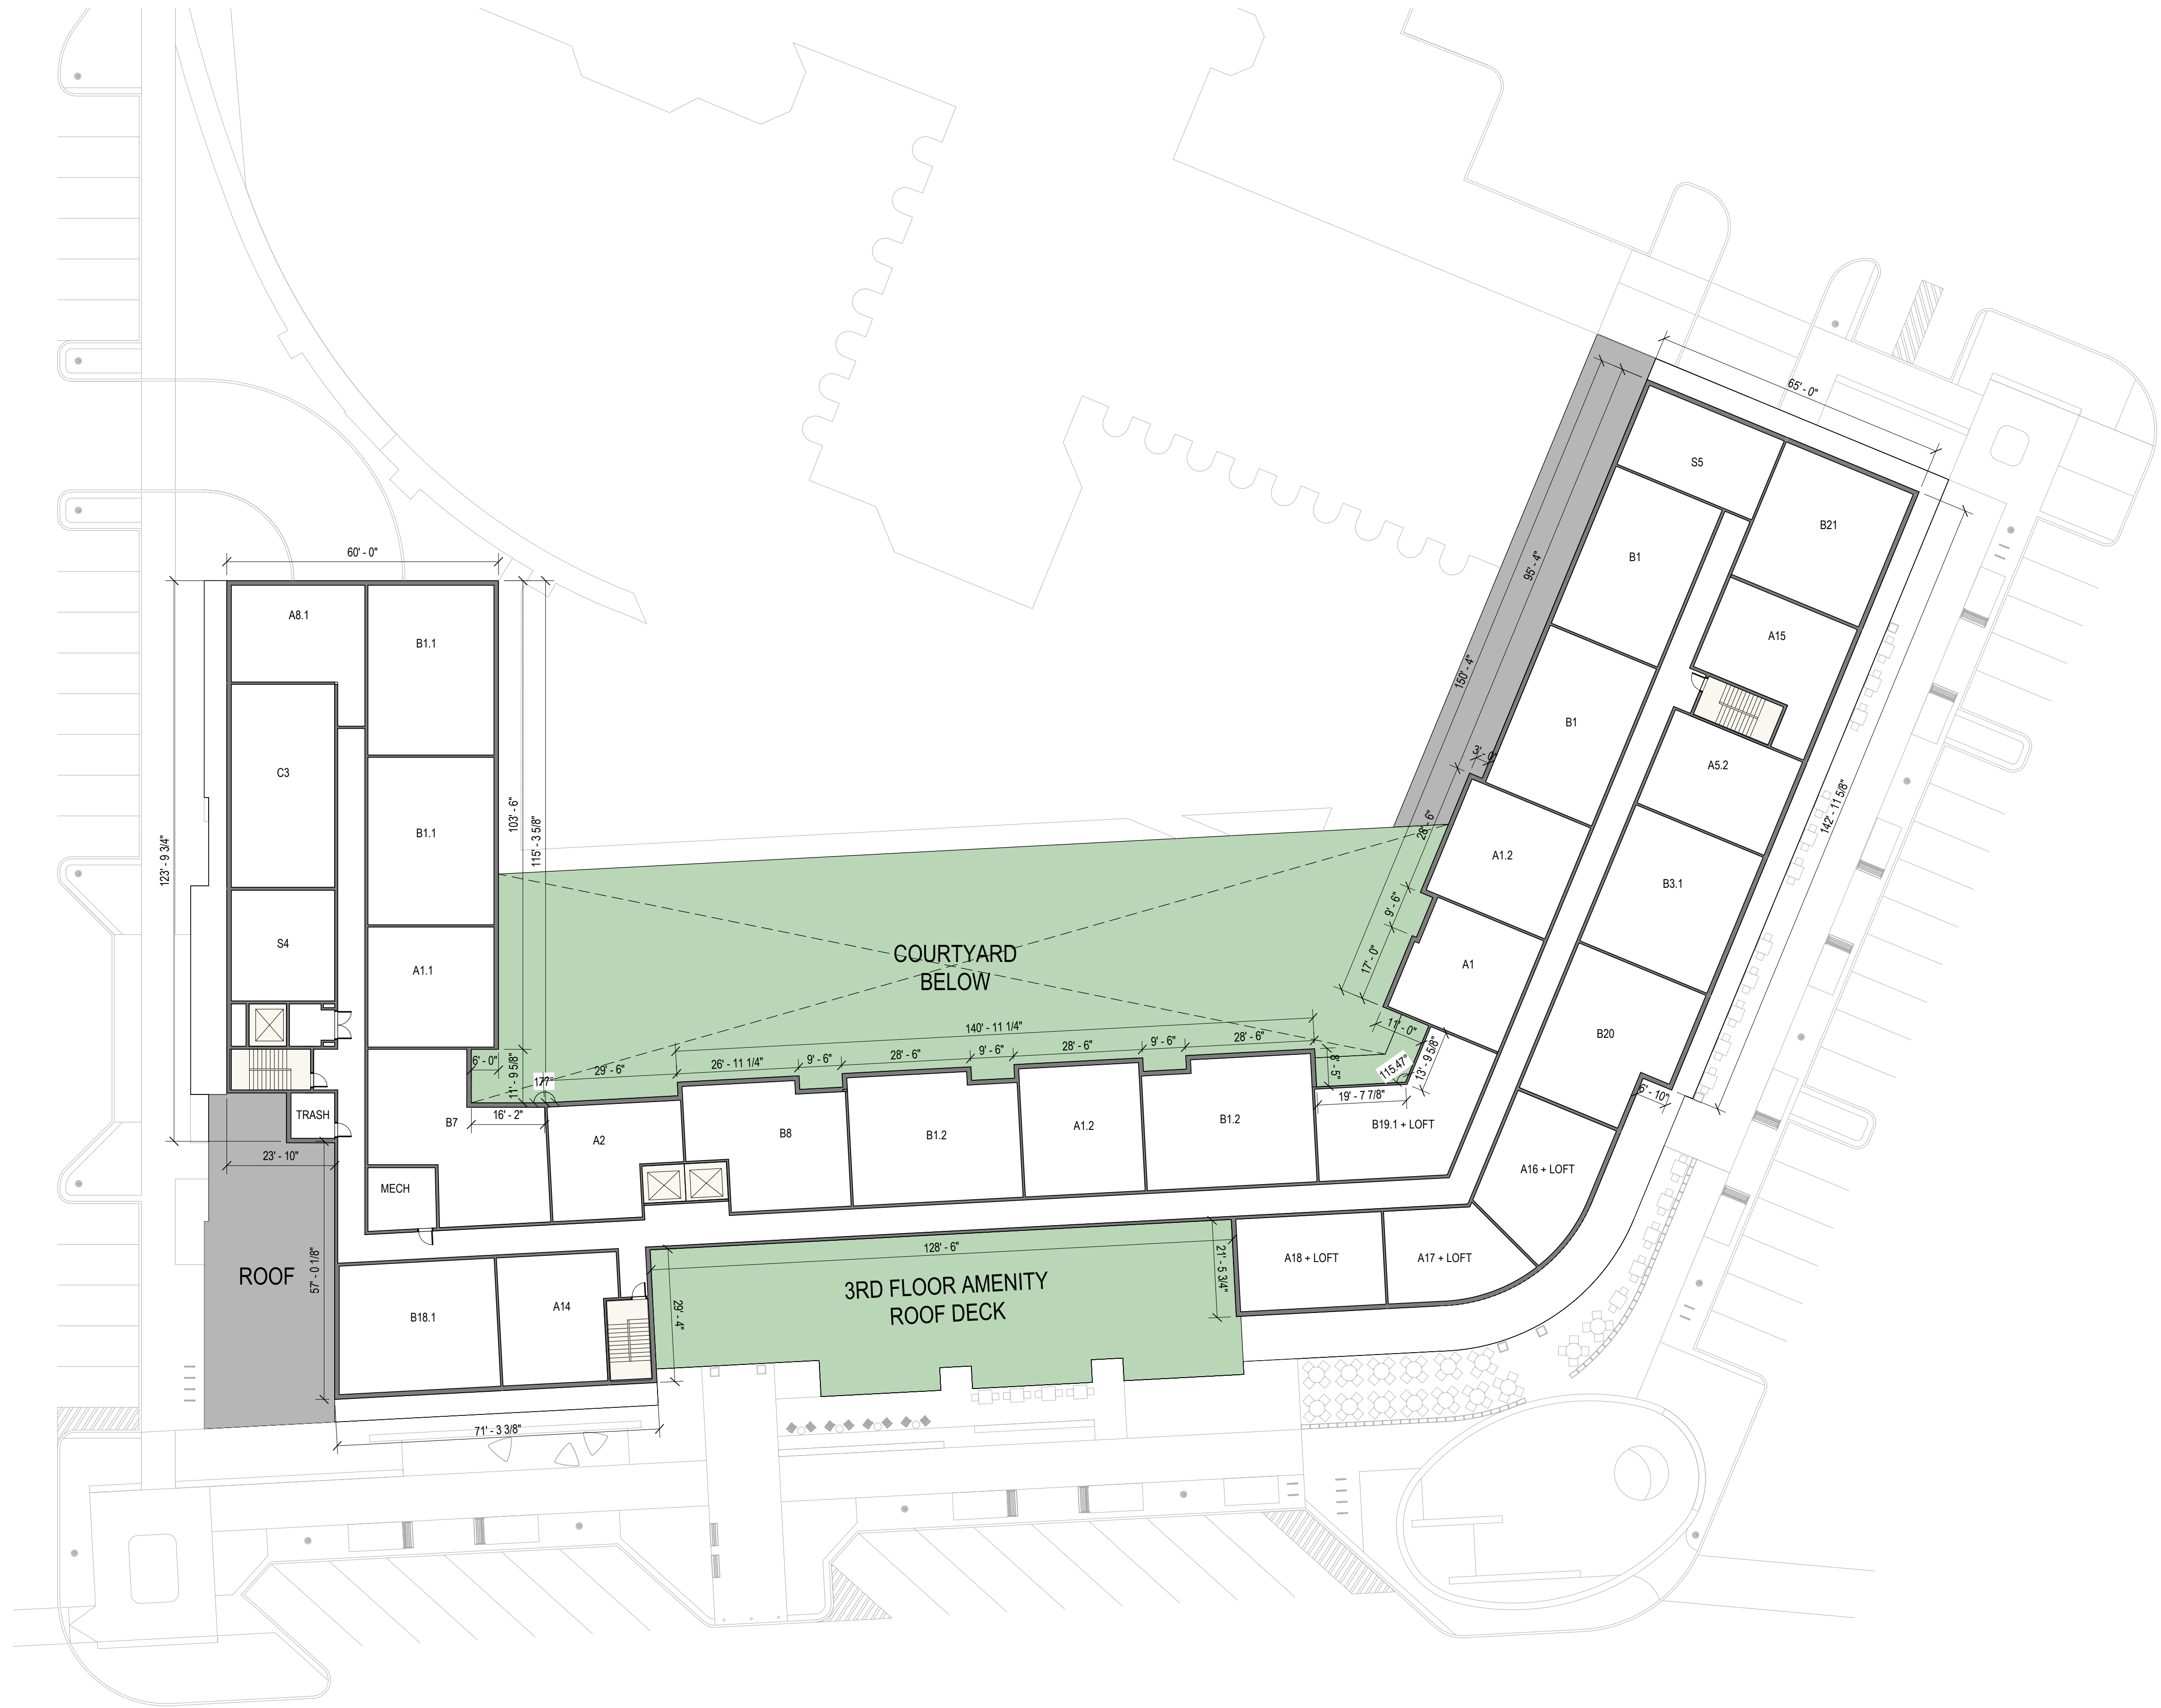 65' - 0"
S5
B21
B1
95' - 4"
60' - 0"
A8.1
B1.1
A15
150' - 4"
B1
3' - 0"
C3
A5.2
103' - 6"
115' - 3 5/8"
B1.1
142' - 11 5/8"
28' - 6"
123' - 9 3/4"
A1.2
B3.1
9' - 6"
S4
COURTYARD
BELOW
17' - 0"
A1
A1.1
11' - 0"
140' - 11 1/4"
B20
13' - 9 5/8"
6' - 0"
11' - 9 5/8"
29' - 6"
26' - 11 1/4"
9' - 6"
28' - 6"
9' - 6"
28' - 6"
9' - 6"
28' - 6"
8' - 5"
115.47°
177°
5' - 10"
19' - 7 7/8"
TRASH
16' - 2"
B7
A2
B8
B1.2
A1.2
B1.2
B19.1 + LOFT
23' - 10"
A16 + LOFT
MECH
128' - 6"
21' - 5 3/4"
A18 + LOFT
A17 + LOFT
ROOF
57' - 0 1/8"
3RD FLOOR AMENITY
ROOF DECK
B18.1
A14
29' - 4"
71' - 3 3/8"